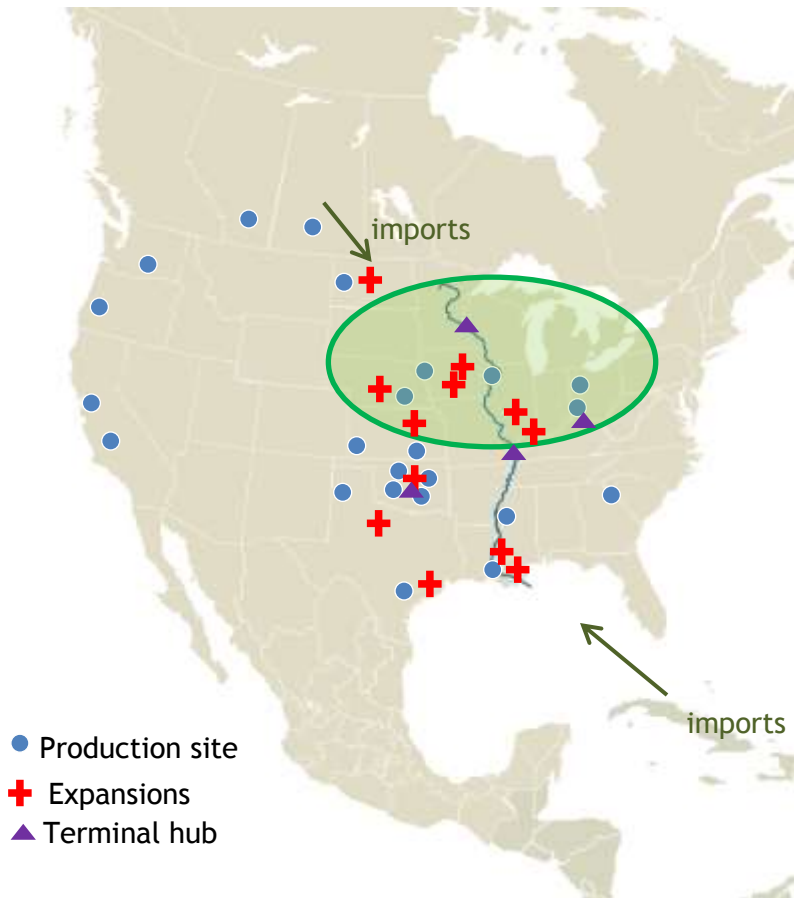 imports
imports
Production site
Expansions
Terminal hub